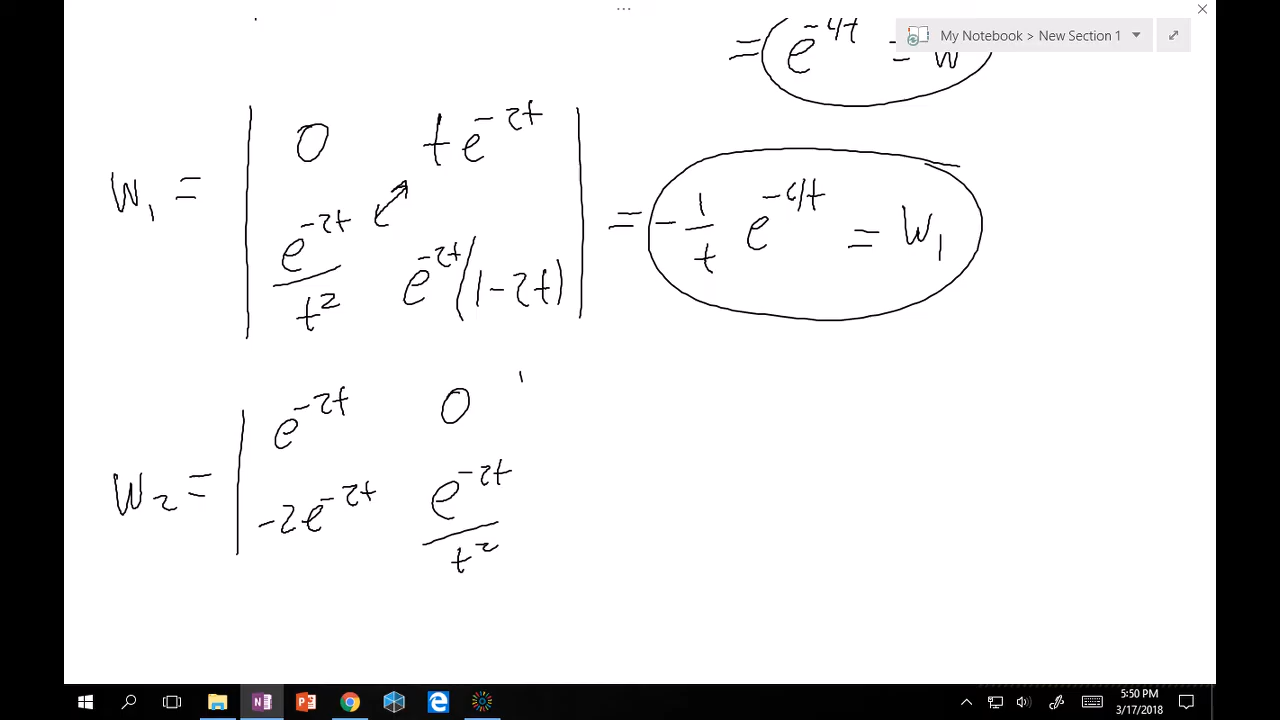 My Notebook > New Section 1
= e^{-4t} = W
W₁ = | 0 te^{-2t} |
| e^{-2t}/t² e^{-2t}(1-2t) | = -1/t e^{-4t} = W₁
W₂ = | e^{-2t} 0
-2e^{-2t} e^{-2t}/t²
5:50 PM
3/17/2018